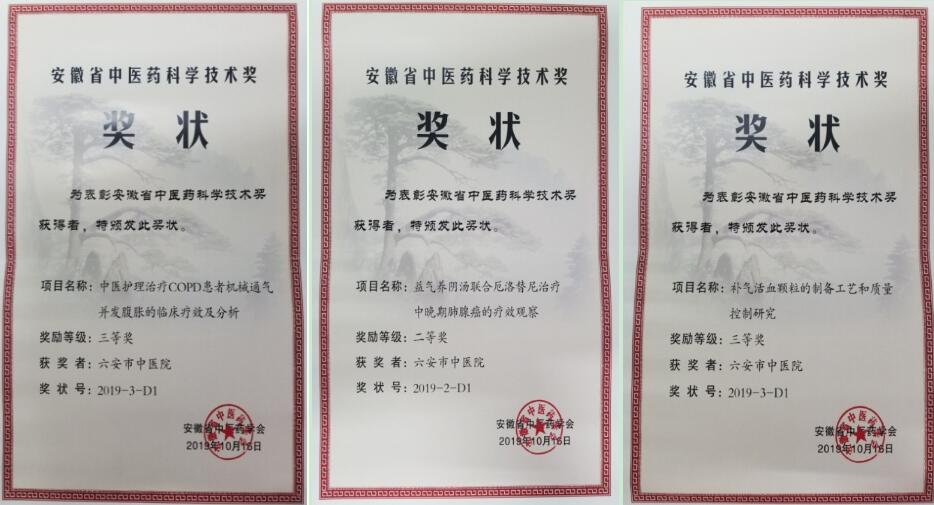 安徽省中医药科学技术奖
奖状
为表彰安徽省中医药科学技术奖
获得者，特颁发此奖状。
项目名称：中医护理治疗COPD患者机械通气
并发腹胀的临床疗效及分析
奖励等级：三等奖
获奖者：六安市中医院
奖状号：2019-3-D1
安徽省中医药学会
2019年10月16日
安徽省中医药科学技术奖
奖状
为表彰安徽省中医药科学技术奖
获得者，特颁发此奖状。
项目名称：益气养阴汤联合厄洛替尼治疗
中晚期肺腺癌的疗效观察
奖励等级：二等奖
获奖者：六安市中医院
奖状号：2019-2-D1
安徽省中医药学会
2019年10月16日
安徽省中医药科学技术奖
奖状
为表彰安徽省中医药科学技术奖
获得者，特颁发此奖状。
项目名称：补气活血颗粒的制备工艺和质量
控制研究
奖励等级：三等奖
获奖者：六安市中医院
奖状号：2019-3-D1
安徽省中医药学会
2019年10月16日